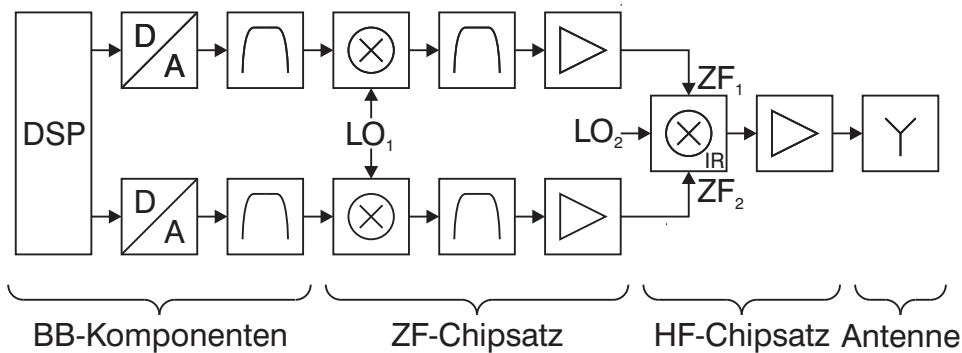 DSP
D
A
LO₁
ZF₁
LO₂
IR
ZF₂
D
A
BB-Komponenten
ZF-Chipsatz
HF-Chipsatz
Antenne